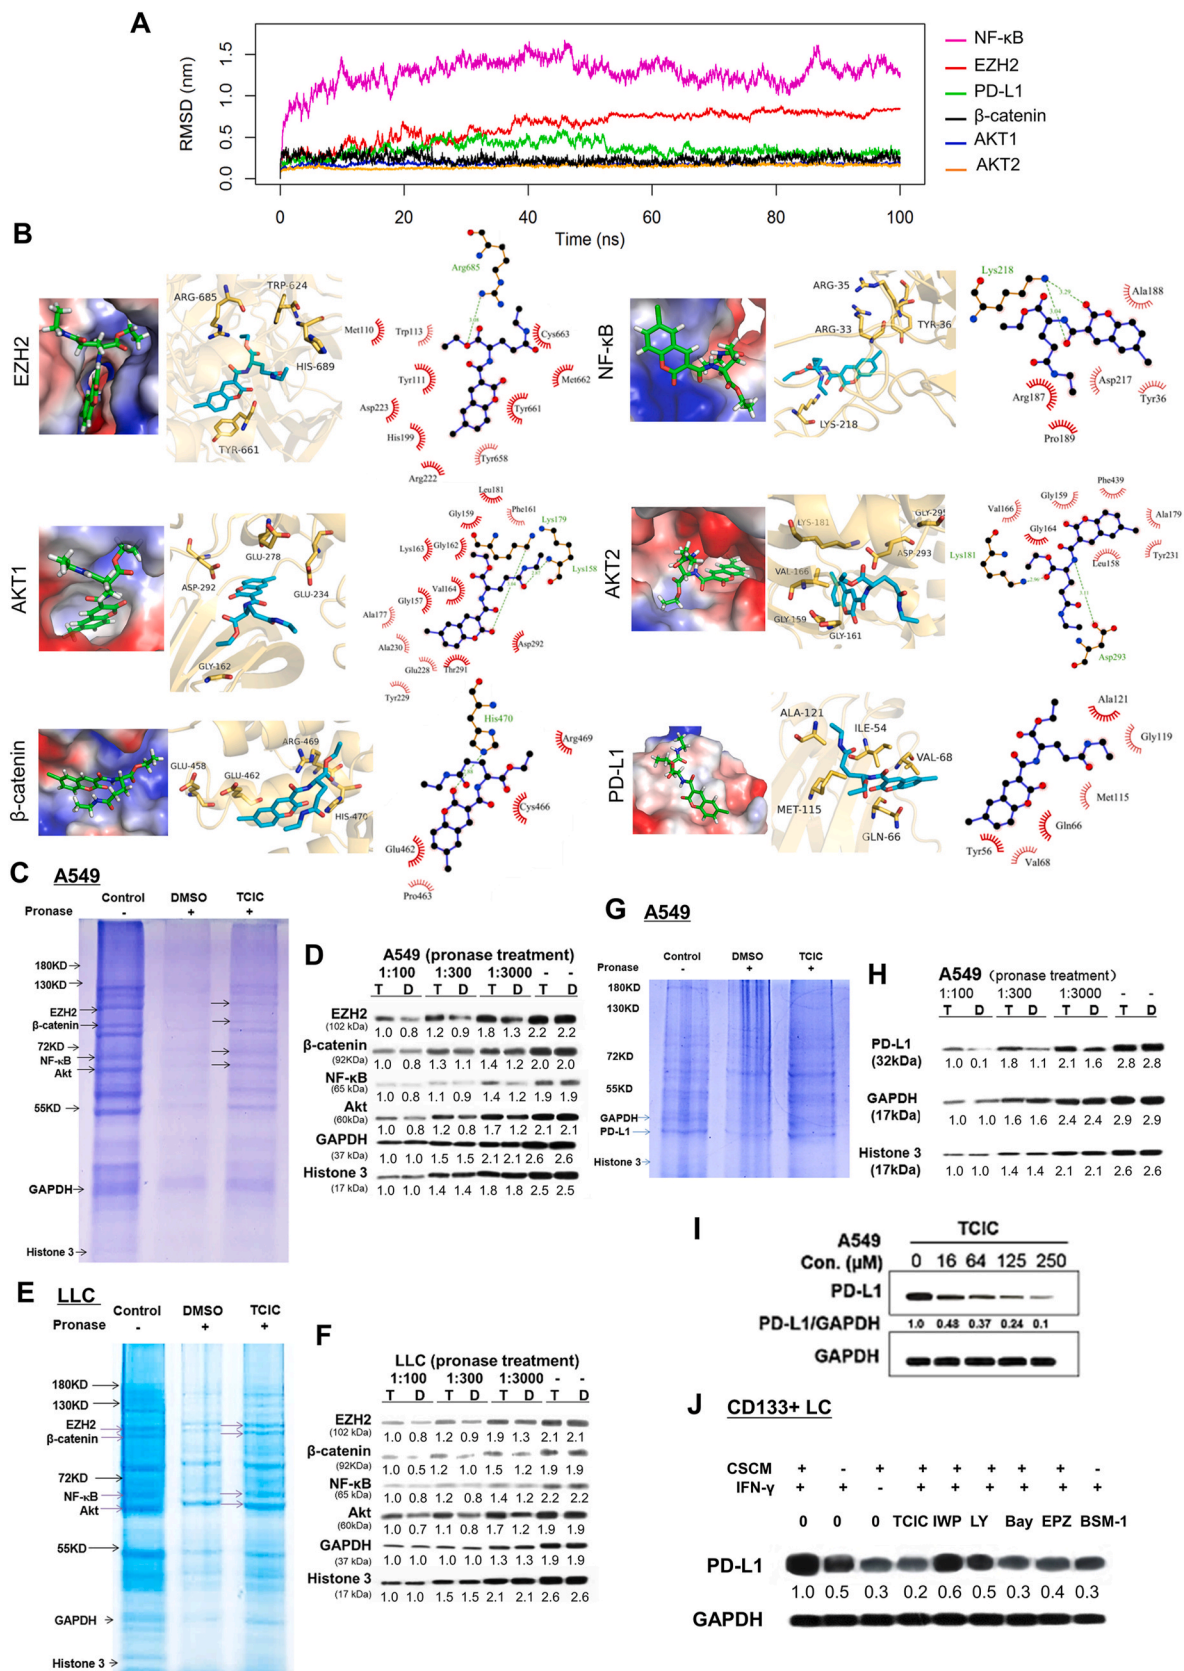 A
RMSD (nm)
1.5
1.0
0.5
0.0
0 20 40 60 80 100
Time (ns)
NF-κB
EZH2
PD-L1
β-catenin
AKT1
AKT2
B
EZH2
ARG-685
TRP-624
HIS-689
TYR-661
Arg685
Met110
Trp113
Cys663
Tyr111
Met662
Asp223
Tyr661
His199
Tyr658
Arg222
NF-κB
ARG-35
ARG-33
TYR-36
LYS-218
Lys218
3.29
3.04
Ala188
Asp217
Arg187
Tyr36
Pro189
AKT1
GLU-278
ASP-292
GLU-234
GLY-162
Leu181
Gly159
Phe161
Lys179
Lys163
Gly162
Lys158
Val164
Gly157
Ala177
Asp292
Ala230
Glu228
Thr291
Tyr229
AKT2
LYS-181
GLY-295
ASP-293
VAL-166
GLY-159
GLY-161
Phe439
Gly159
Val166
Gly164
Ala179
Lys181
Leu158
Tyr231
Asp293
β-catenin
ARG-469
GLU-458
GLU-462
HIS-470
His470
Arg469
Cys466
Glu462
Pro463
PD-L1
ALA-121
ILE-54
VAL-68
MET-115
GLN-66
Ala121
Gly119
Met115
Gln66
Tyr56
Val68
C A549
Control DMSO TCIC
Pronase - + +
180KD
130KD
EZH2
β-catenin
72KD
NF-κB
Akt
55KD
GAPDH
Histone 3
D
A549 (pronase treatment)
1:100 1:300 1:3000 - -
T D T D T D T D
EZH2
(102 kDa) 1.0 0.8 1.2 0.9 1.8 1.3 2.2 2.2
β-catenin
(92KDa) 1.0 0.8 1.3 1.1 1.4 1.2 2.0 2.0
NF-κB
(65 kDa) 1.0 0.8 1.1 0.9 1.4 1.2 1.9 1.9
Akt
(60kDa) 1.0 0.8 1.2 0.8 1.7 1.2 2.1 2.1
GAPDH
(37 kDa) 1.0 1.0 1.5 1.5 2.1 2.1 2.6 2.6
Histone 3
(17 kDa) 1.0 1.0 1.4 1.4 1.8 1.8 2.5 2.5
E LLC
Control DMSO TCIC
Pronase - + +
180KD
130KD
EZH2
β-catenin
72KD
NF-κB
Akt
55KD
GAPDH
Histone 3
F
LLC (pronase treatment)
1:100 1:300 1:3000 - -
T D T D T D T D
EZH2
(102 kDa) 1.0 0.8 1.2 0.9 1.9 1.3 2.1 2.1
β-catenin
(92KDa) 1.0 0.5 1.2 1.0 1.5 1.2 1.9 1.9
NF-κB
(65 kDa) 1.0 0.8 1.2 0.8 1.4 1.2 2.2 2.2
Akt
(60kDa) 1.0 0.7 1.1 0.8 1.7 1.2 1.9 1.9
GAPDH
(37 kDa) 1.0 1.0 1.0 1.0 1.3 1.3 1.9 1.9
Histone 3
(17 kDa) 1.0 1.0 1.5 1.5 2.1 2.1 2.6 2.6
G A549
Control DMSO TCIC
Pronase - + +
180KD
130KD
72KD
55KD
GAPDH
PD-L1
Histone 3
H
A549 (pronase treatment)
1:100 1:300 1:3000 - -
T D T D T D T D
PD-L1
(32kDa) 1.0 0.1 1.8 1.1 2.1 1.6 2.8 2.8
GAPDH
(17kDa) 1.0 1.0 1.6 1.6 2.4 2.4 2.9 2.9
Histone 3
(17kDa) 1.0 1.0 1.4 1.4 2.1 2.1 2.6 2.6
I
TCIC
A549
Con. (μM) 0 16 64 125 250
PD-L1
PD-L1/GAPDH 1.0 0.48 0.37 0.24 0.1
GAPDH
J CD133+ LC
CSCM + - + + + + + + -
IFN-γ + + - + + + + + +
0 0 0 TCIC IWP LY Bay EPZ BSM-1
PD-L1
1.0 0.5 0.3 0.2 0.6 0.5 0.3 0.4 0.3
GAPDH